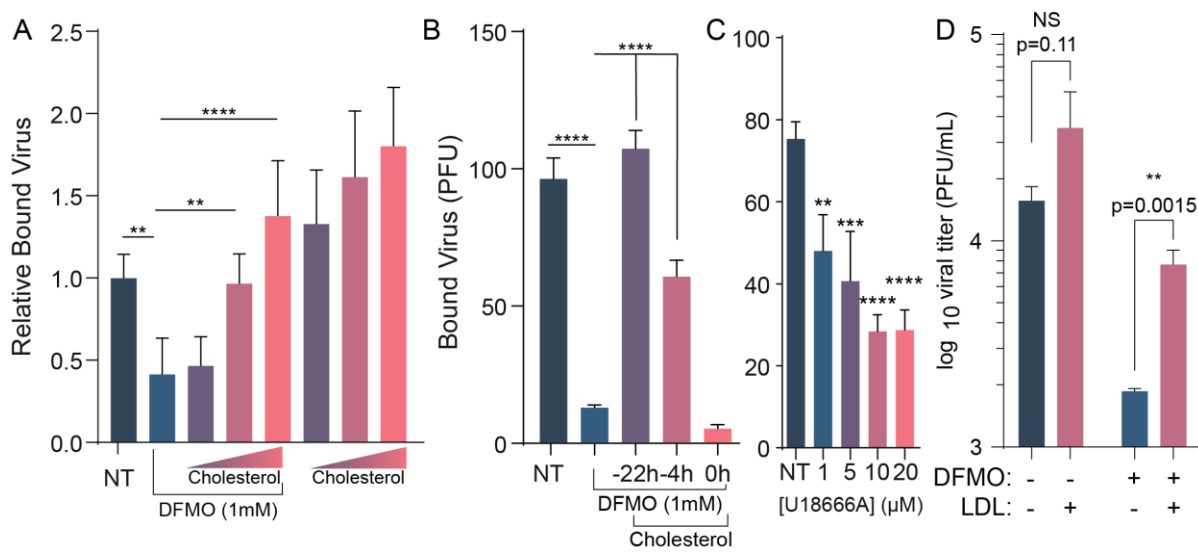 A
Relative Bound Virus
2.5
2.0
1.5
1.0
0.5
0.0
**
**
****
NT
Cholesterol
Cholesterol
DFMO (1mM)
B
Bound Virus (PFU)
150
100
50
0
****
****
NT
-22h
-4h
0h
DFMO (1mM)
Cholesterol
C
100
80
60
40
20
0
**
***
****
****
NT 1 5 10 20
[U18666A] (µM)
D
log 10 viral titer (PFU/mL)
5
4
3
NS
p=0.11
**
p=0.0015
DFMO: - - + +
LDL: - + - +